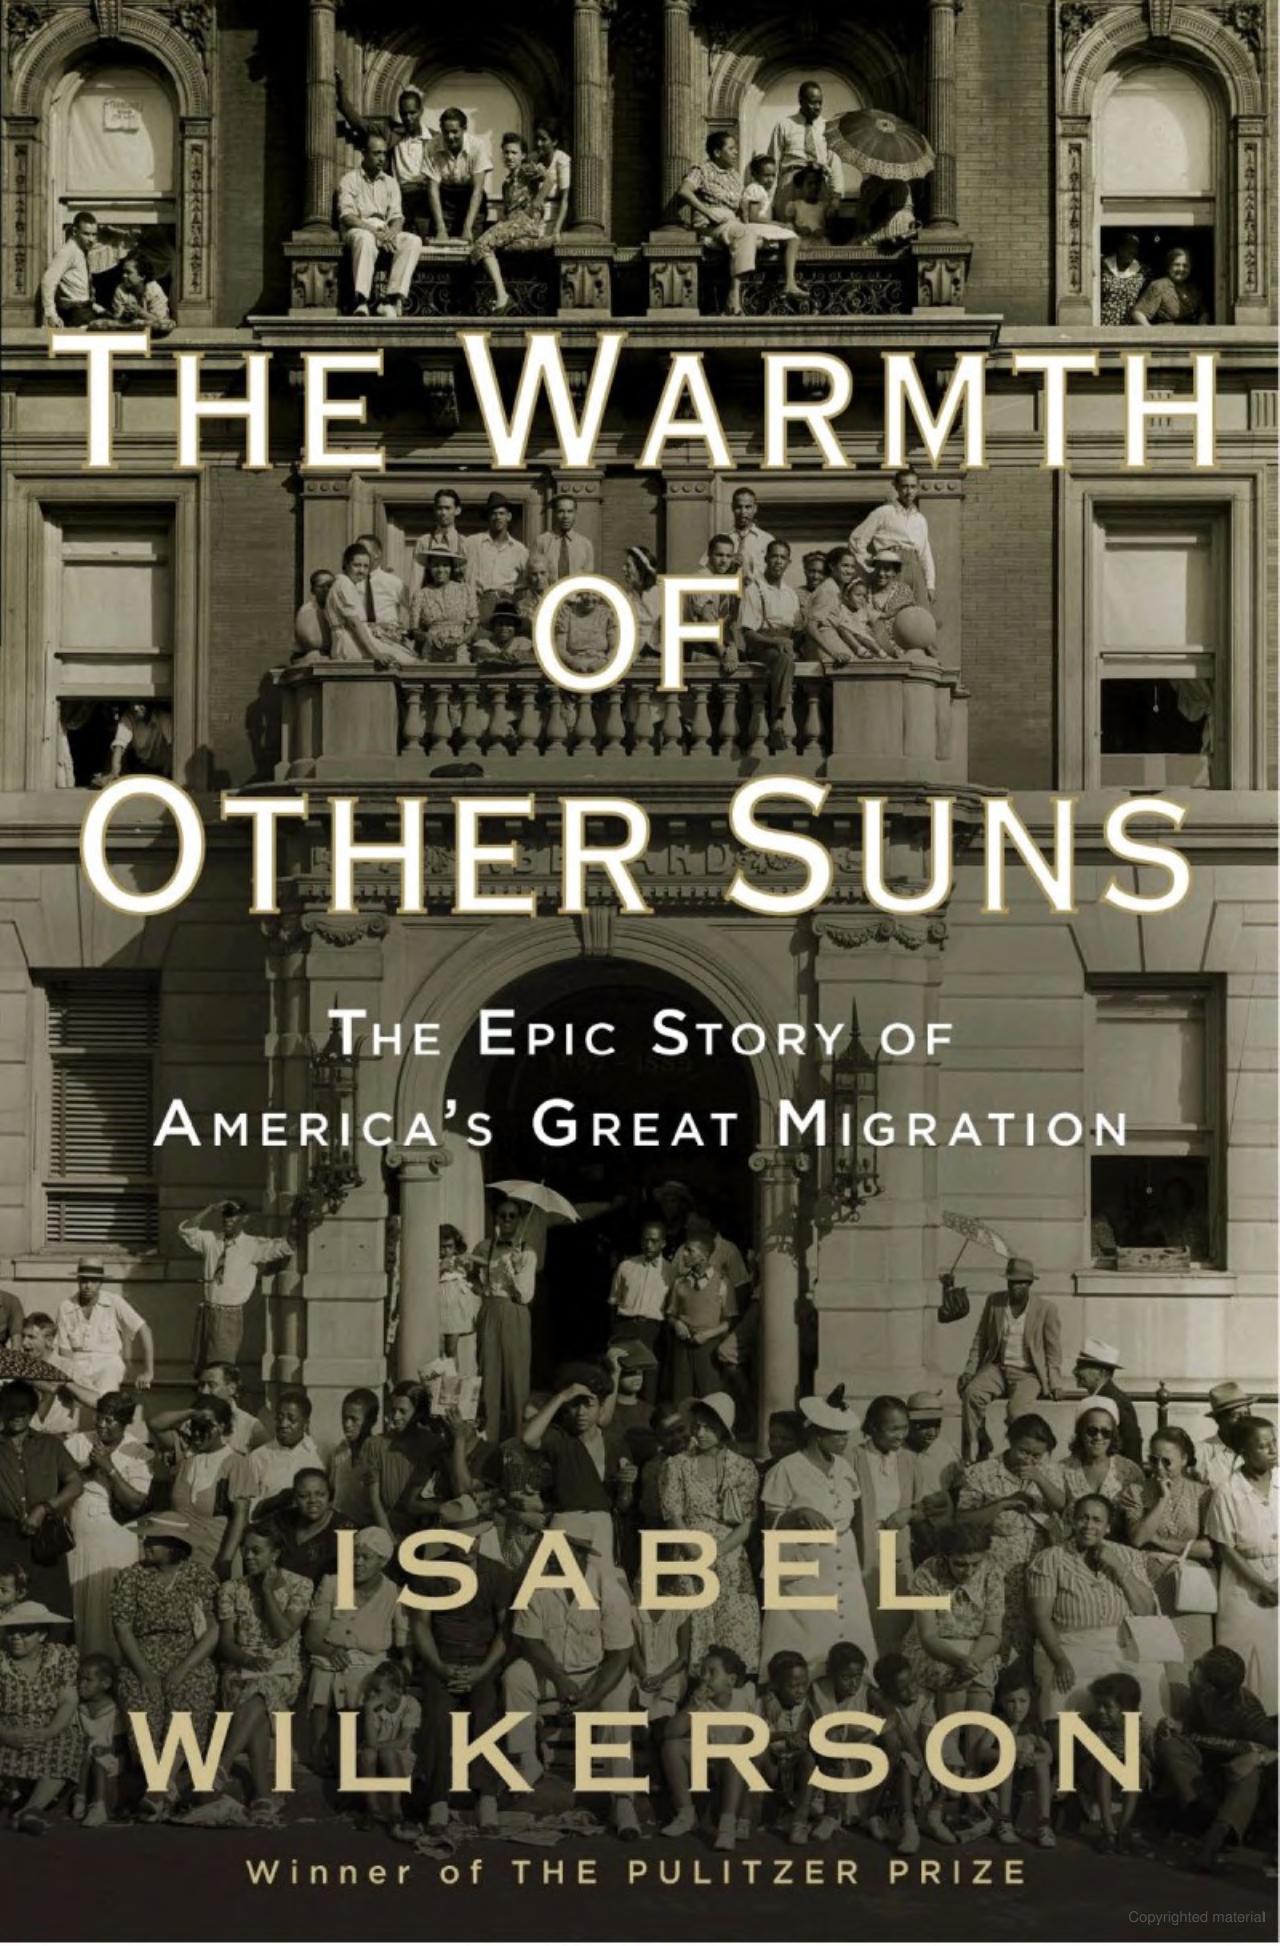 THE WARMTH
OF
OTHER SUNS
THE EPIC STORY OF
AMERICA'S GREAT MIGRATION
ISABEL
WILKERSON
Winner of THE PULITZER PRIZE
Copyrighted material